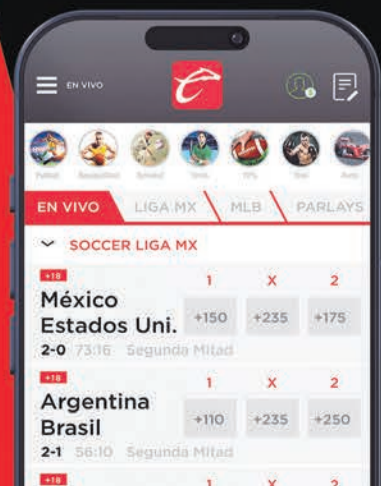 EN VIVO
EN VIVO LIGA MX MLB PARLAYS
SOCCER LIGA MX
+18 1 X 2
México
Estados Uni. +150 +235 +175
2-0 73:16 Segunda Mitad
+18 1 X 2
Argentina
Brasil +110 +235 +250
2-1 56:10 Segunda Mitad
+18 1 X 2